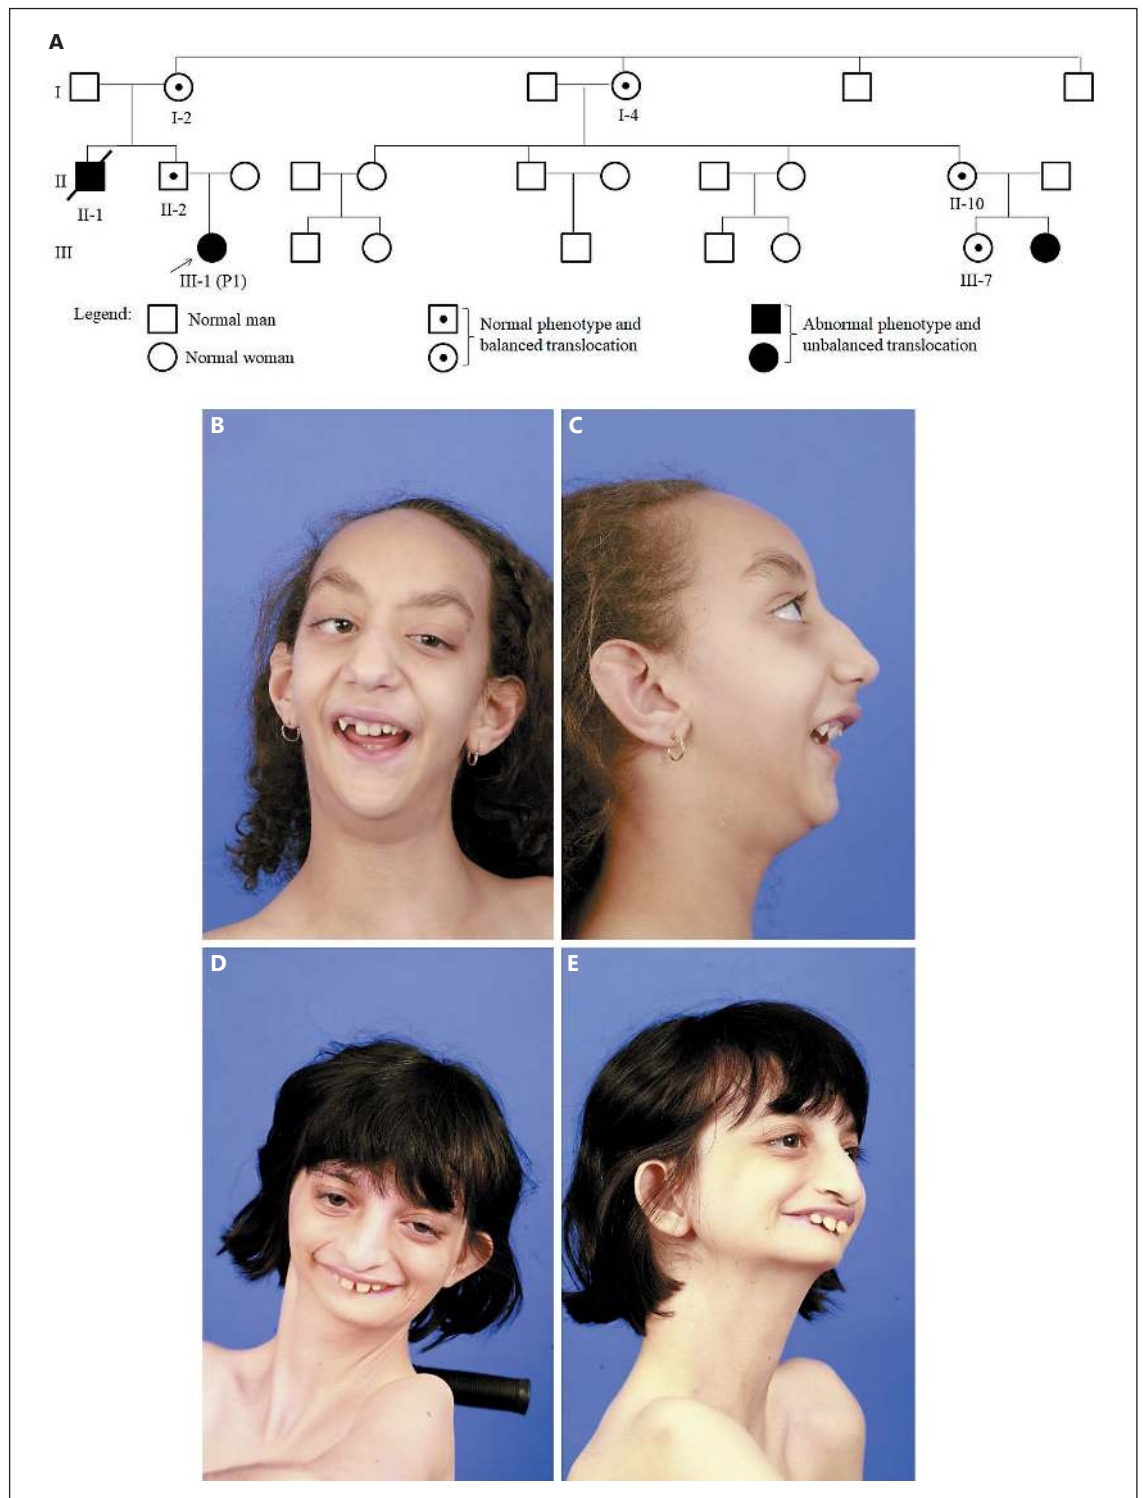 A
I
I-2
I-4
II
II-1
II-2
II-10
III
III-1 (P1)
III-7
Legend:
Normal man
Normal woman
Normal phenotype and
balanced translocation
Abnormal phenotype and
unbalanced translocation
B
C
D
E